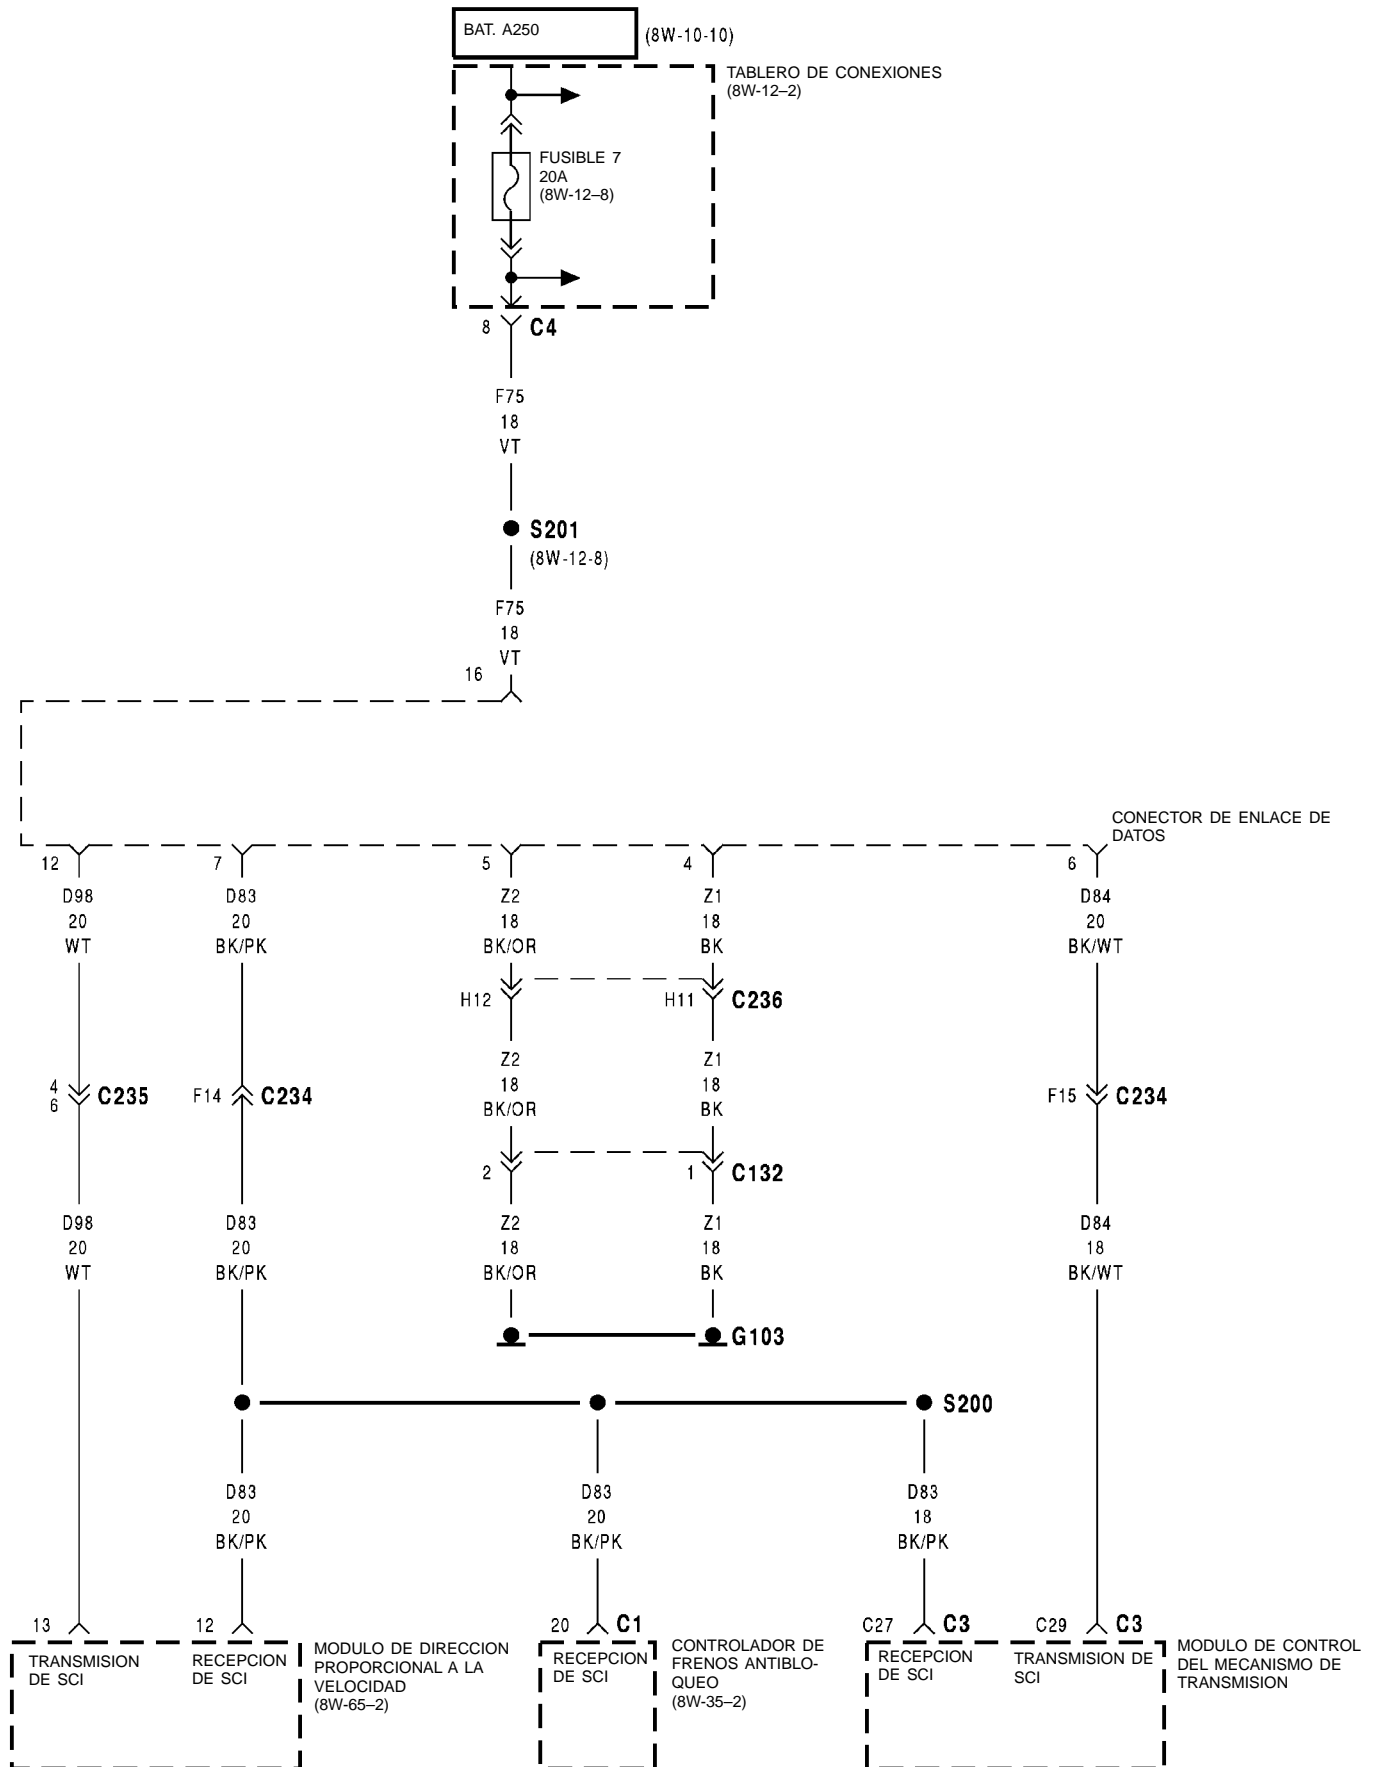 BAT. A250
(8W-10-10)
TABLERO DE CONEXIONES
(8W-12–2)
FUSIBLE 7
20A
(8W-12–8)
8
C4
F75
18
VT
S201
(8W-12-8)
F75
18
VT
16
CONECTOR DE ENLACE DE
DATOS
12
7
5
4
6
D98
20
WT
D83
20
BK/PK
Z2
18
BK/OR
Z1
18
BK
D84
20
BK/WT
H12
H11
C236
Z2
18
BK/OR
Z1
18
BK
4
6
C235
F14
C234
F15
C234
2
1
C132
D98
20
WT
D83
20
BK/PK
Z2
18
BK/OR
Z1
18
BK
D84
18
BK/WT
G103
S200
D83
20
BK/PK
D83
20
BK/PK
D83
18
BK/PK
13
12
20
C1
C27
C3
C29
C3
TRANSMISION
DE SCI
RECEPCION
DE SCI
MODULO DE DIRECCION
PROPORCIONAL A LA
VELOCIDAD
(8W-65–2)
RECEPCION
DE SCI
CONTROLADOR DE
FRENOS ANTIBLO-
QUEO
(8W-35–2)
RECEPCION
DE SCI
TRANSMISION DE
SCI
MODULO DE CONTROL
DEL MECANISMO DE
TRANSMISION